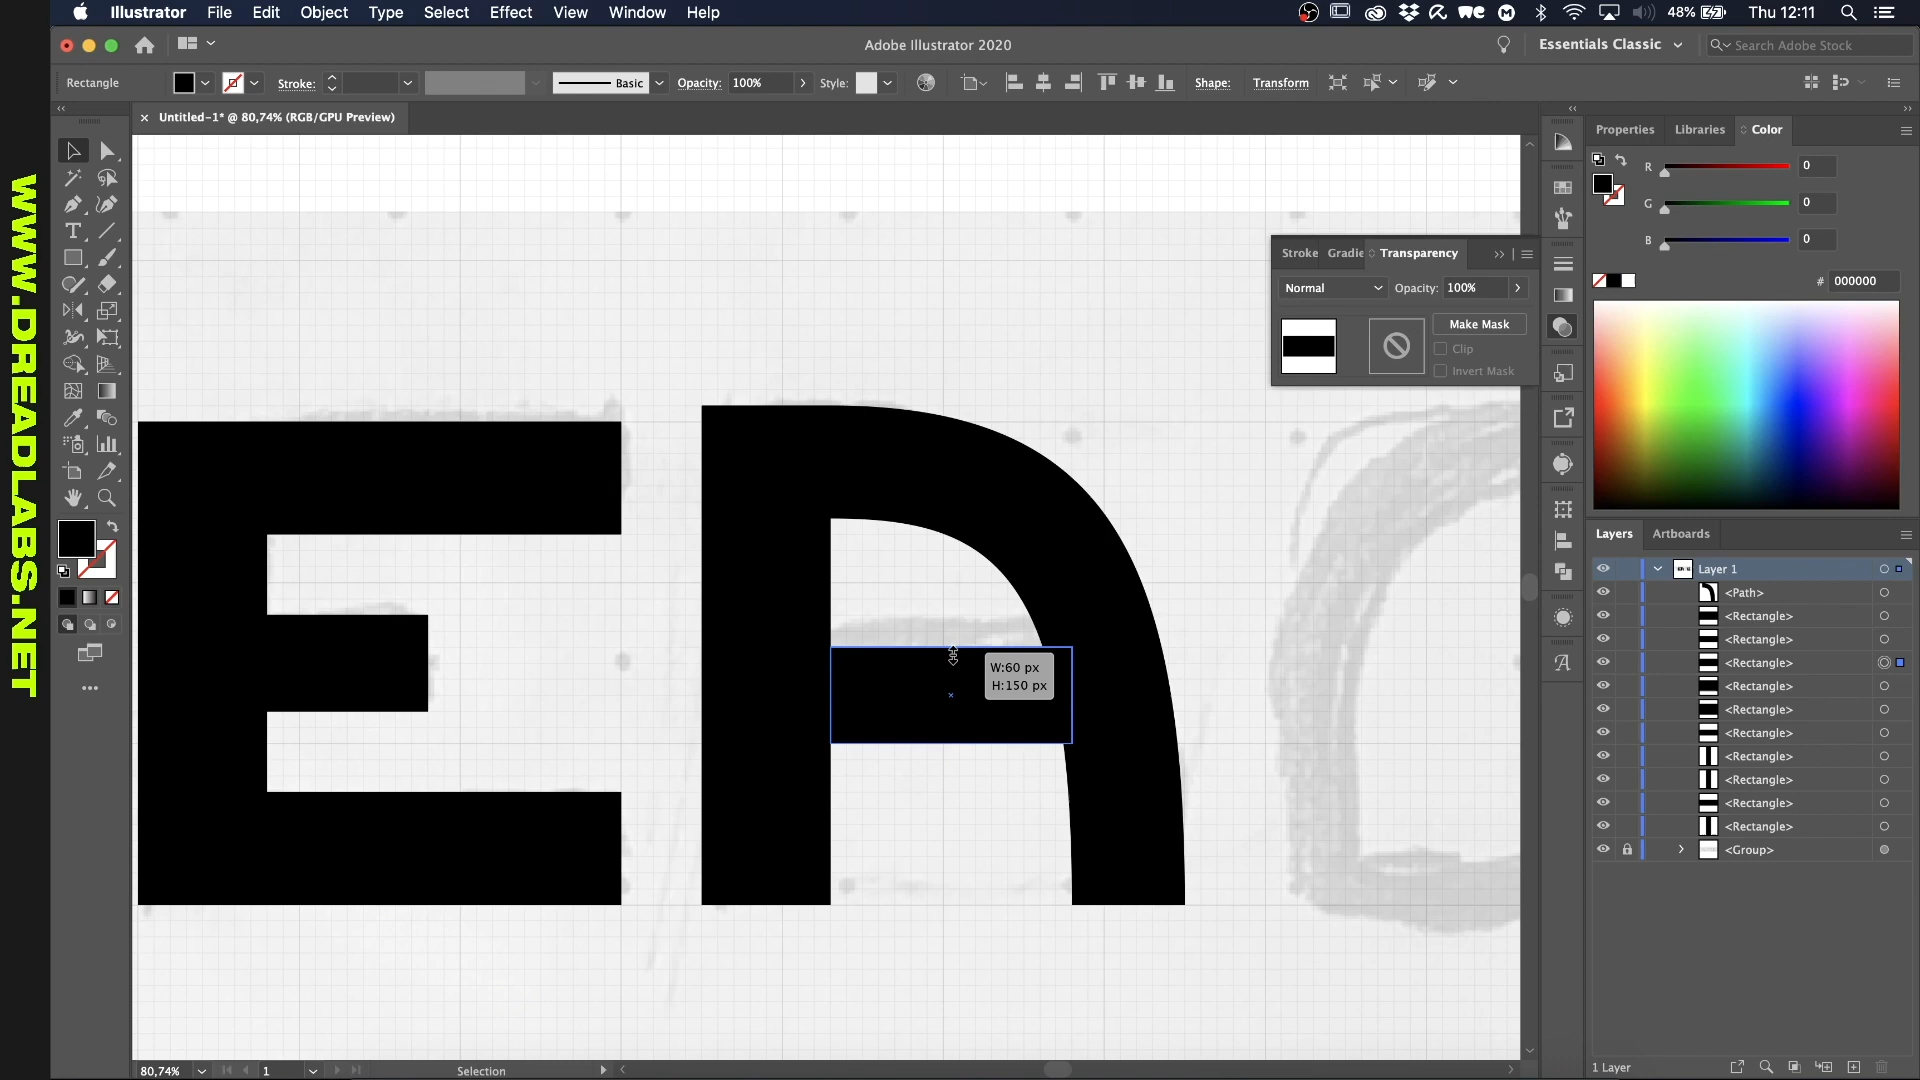 Illustrator File Edit Object Type Select Effect View Window Help
48% Thu 12:11
Adobe Illustrator 2020
Essentials Classic
Search Adobe Stock
Rectangle
Stroke:
Basic
Opacity: 100%
Style:
Shape:
Transform
Untitled-1* @ 80,74% (RGB/GPU Preview)
WWW.DREADLABS.NET
Properties Libraries Color
R 0
G 0
B 0
# 000000
Stroke Gradie Transparency
Normal Opacity: 100%
Make Mask
Clip
Invert Mask
EA
W:60 px
H:150 px
Layers Artboards
Layer 1
<Path>
<Rectangle>
<Rectangle>
<Rectangle>
<Rectangle>
<Rectangle>
<Rectangle>
<Rectangle>
<Rectangle>
<Rectangle>
<Rectangle>
<Group>
1 Layer
80,74% 1 Selection